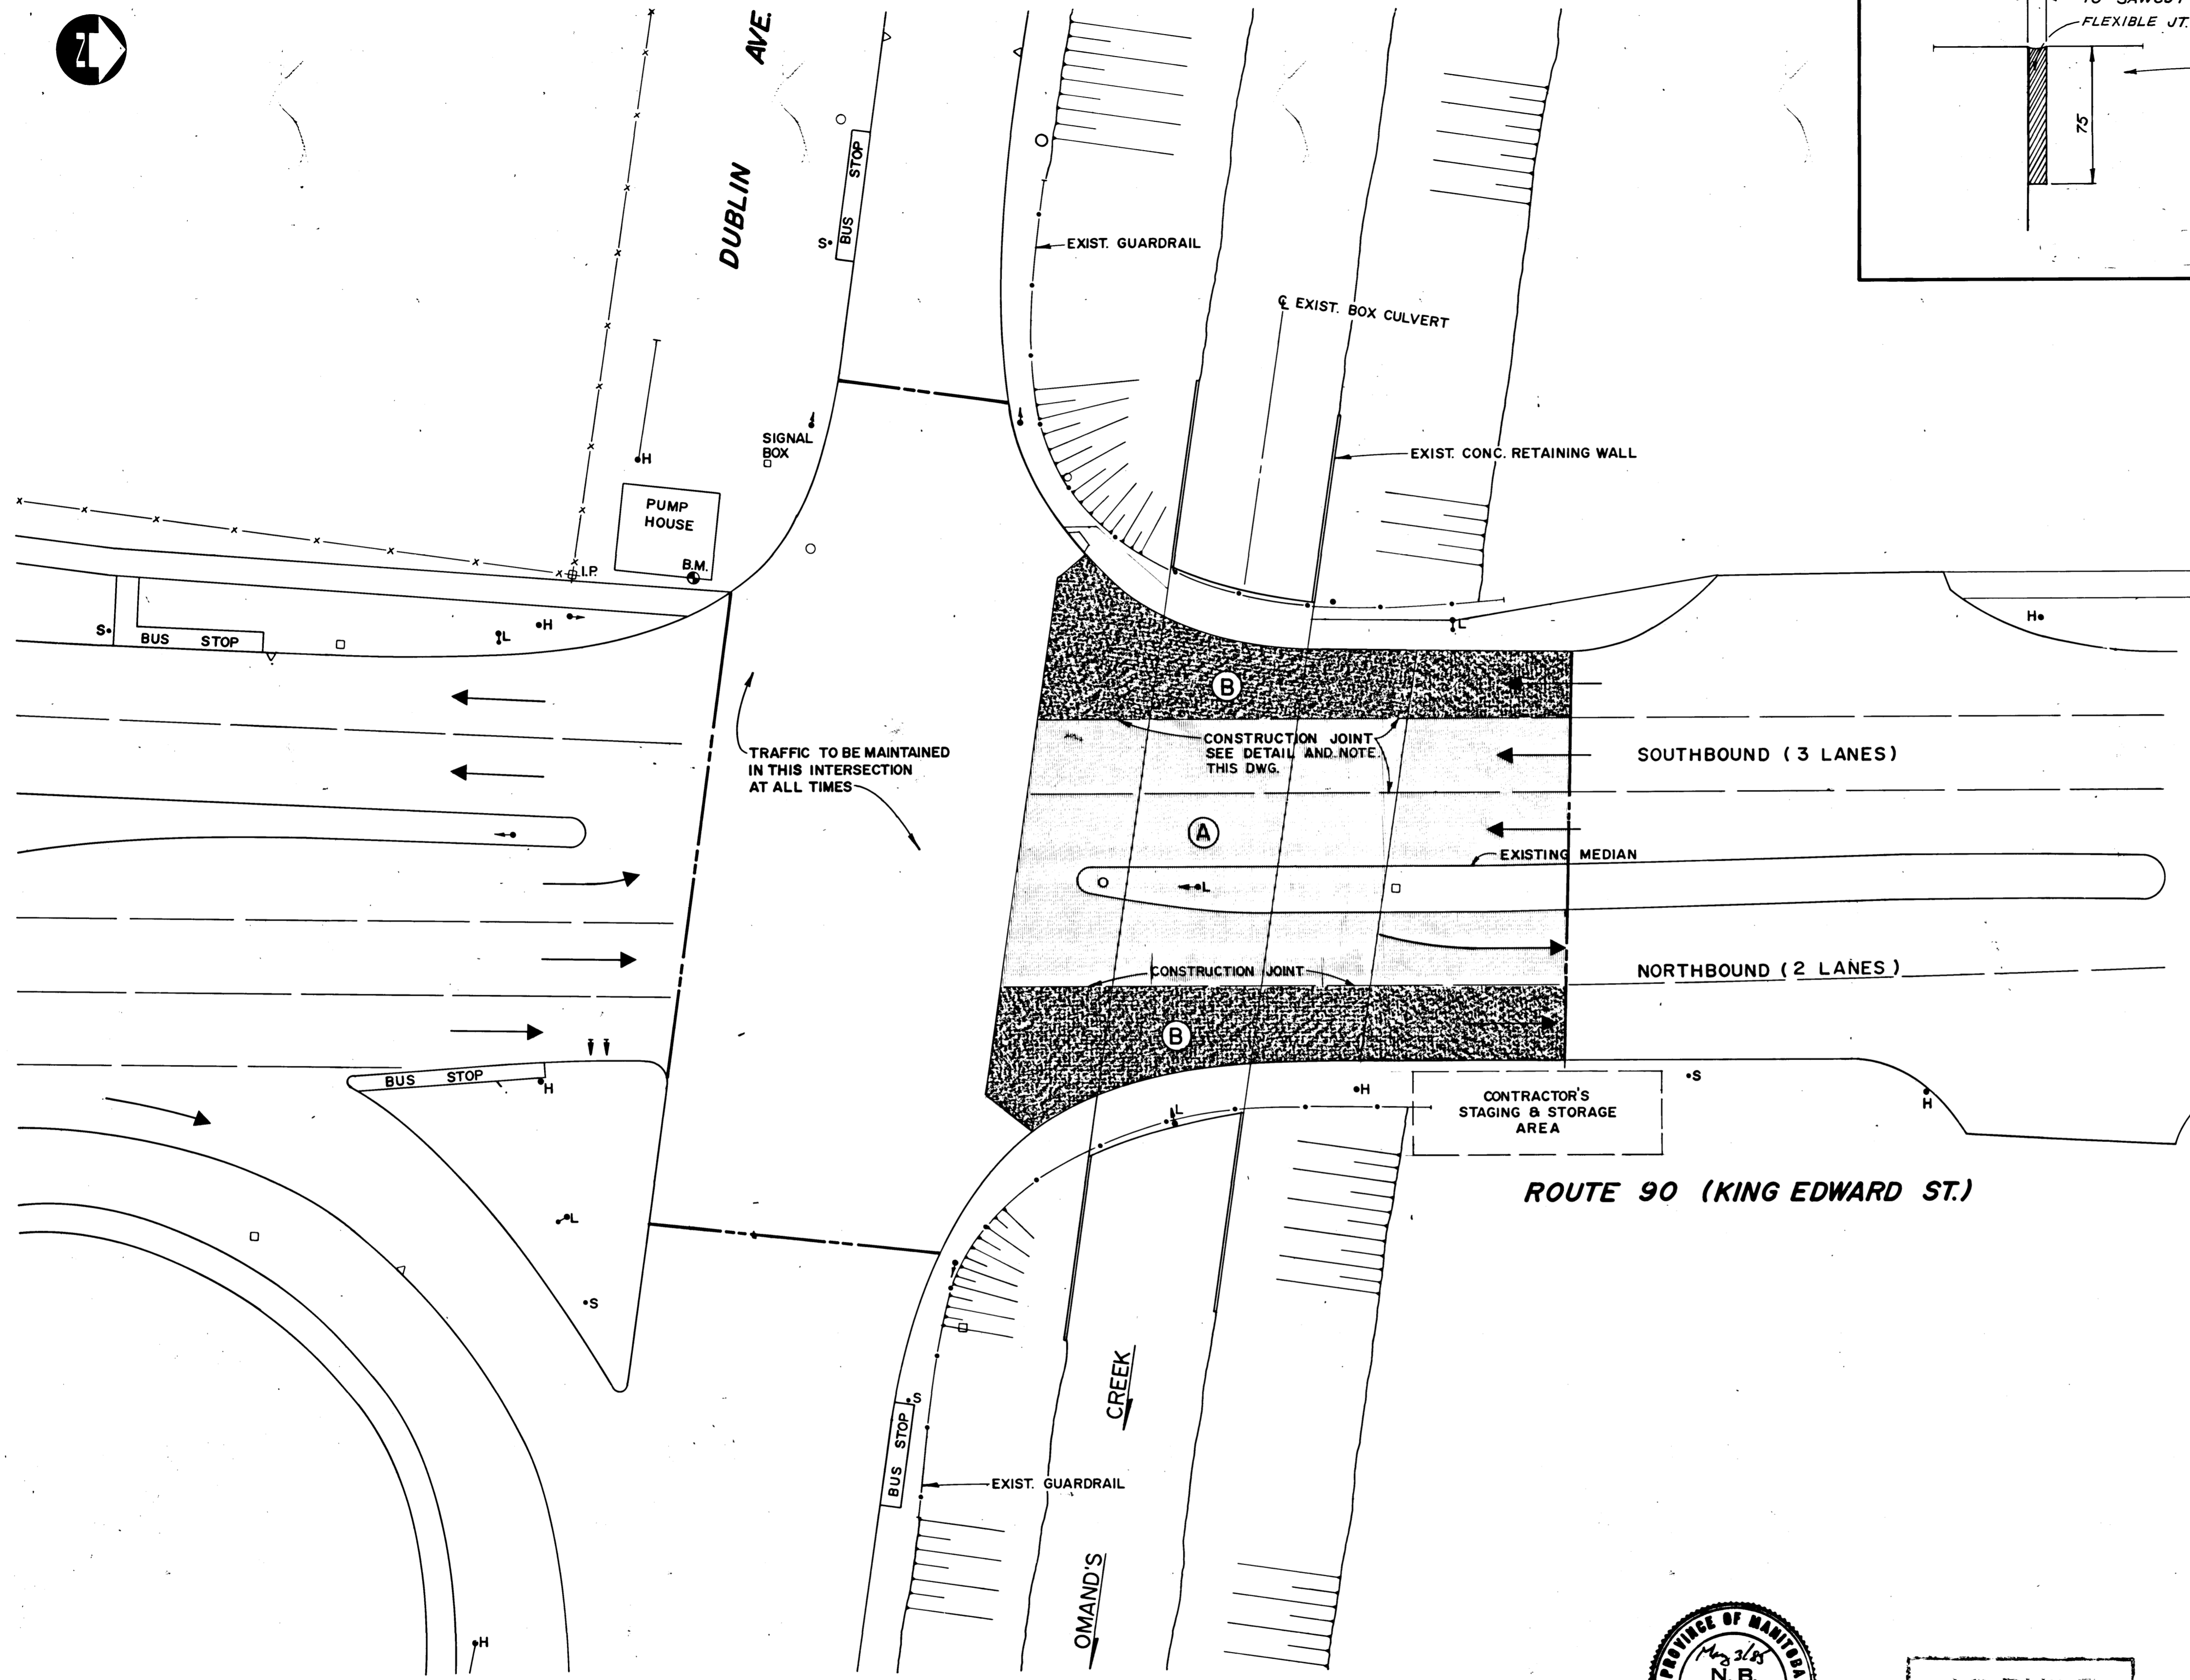 N
DUBLIN AVE.
FLEXIBLE JT.
75
BUS STOP
S
EXIST. GUARDRAIL
℄ EXIST. BOX CULVERT
SIGNAL
BOX
H
EXIST. CONC. RETAINING WALL
PUMP
HOUSE
B.M.
I.P.
S
BUS STOP
L
H
L
H
B
TRAFFIC TO BE MAINTAINED
IN THIS INTERSECTION
AT ALL TIMES
CONSTRUCTION JOINT
SEE DETAIL AND NOTE.
THIS DWG.
SOUTHBOUND (3 LANES)
A
EXISTING MEDIAN
L
CONSTRUCTION JOINT
NORTHBOUND (2 LANES)
B
BUS STOP
H
H
L
CONTRACTOR'S
STAGING & STORAGE
AREA
S
H
ROUTE 90 (KING EDWARD ST.)
L
S
CREEK
S
BUS STOP
EXIST. GUARDRAIL
OMAND'S
H
PROVINCE OF MANITOBA
May 3/85
N. B.